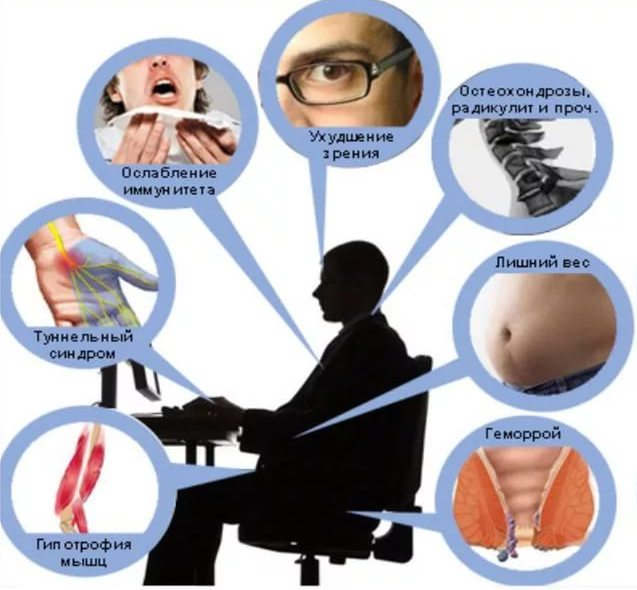 Ухудшение
зрения
Остеохондрозы,
радикулит и проч.
Ослабление
иммунитета
Лишний вес
Туннельный
синдром
Геморрой
Гипотрофия
мышц